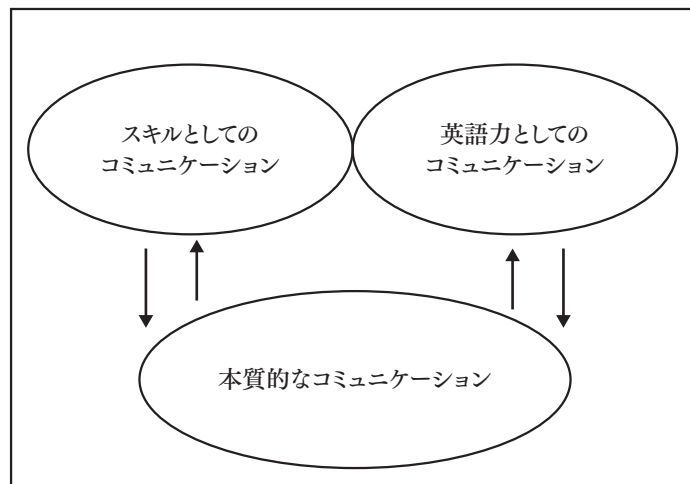 スキルとしての
コミュニケーション
英語力としての
コミュニケーション
本質的なコミュニケーション